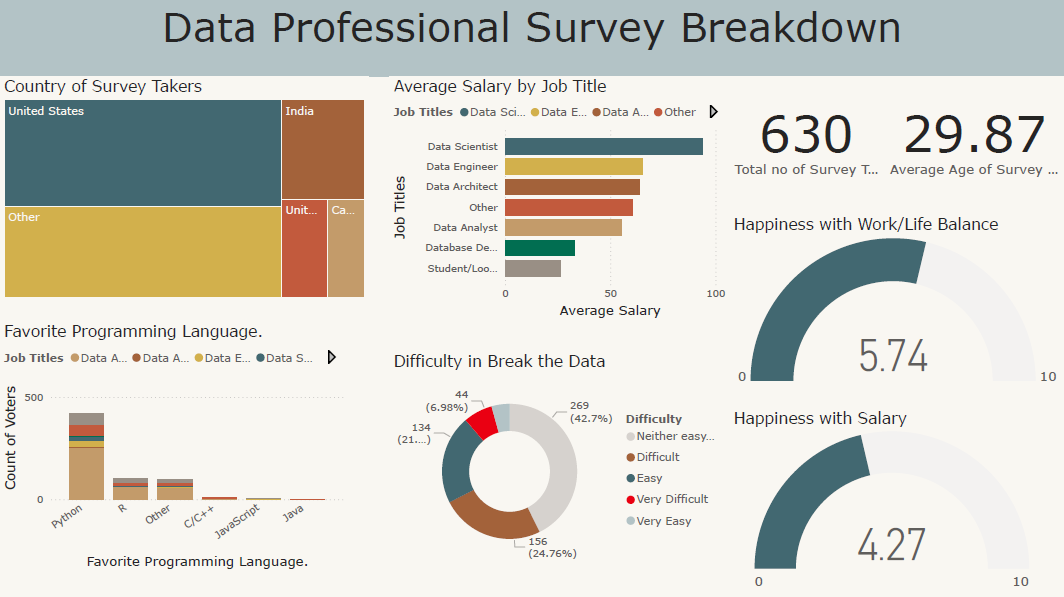 Data Professional Survey Breakdown
Country of Survey Takers
United States
India
Other
Unit...
Ca...
Average Salary by Job Title
Job Titles Data Sci... Data E... Data A... Other
Job Titles
Data Scientist
Data Engineer
Data Architect
Other
Data Analyst
Database De...
Student/Loo...
0 50 100
Average Salary
630
Total no of Survey T...
29.87
Average Age of Survey ...
Happiness with Work/Life Balance
5.74
0 10
Favorite Programming Language.
Job Titles Data A... Data A... Data E... Data S...
Count of Voters
500
0
Python
R
Other
C/C++
JavaScript
Java
Favorite Programming Language.
Difficulty in Break the Data
44
(6.98%)
269
(42.7%)
134
(21....)
156
(24.76%)
Difficulty
Neither easy...
Difficult
Easy
Very Difficult
Very Easy
Happiness with Salary
4.27
0 10